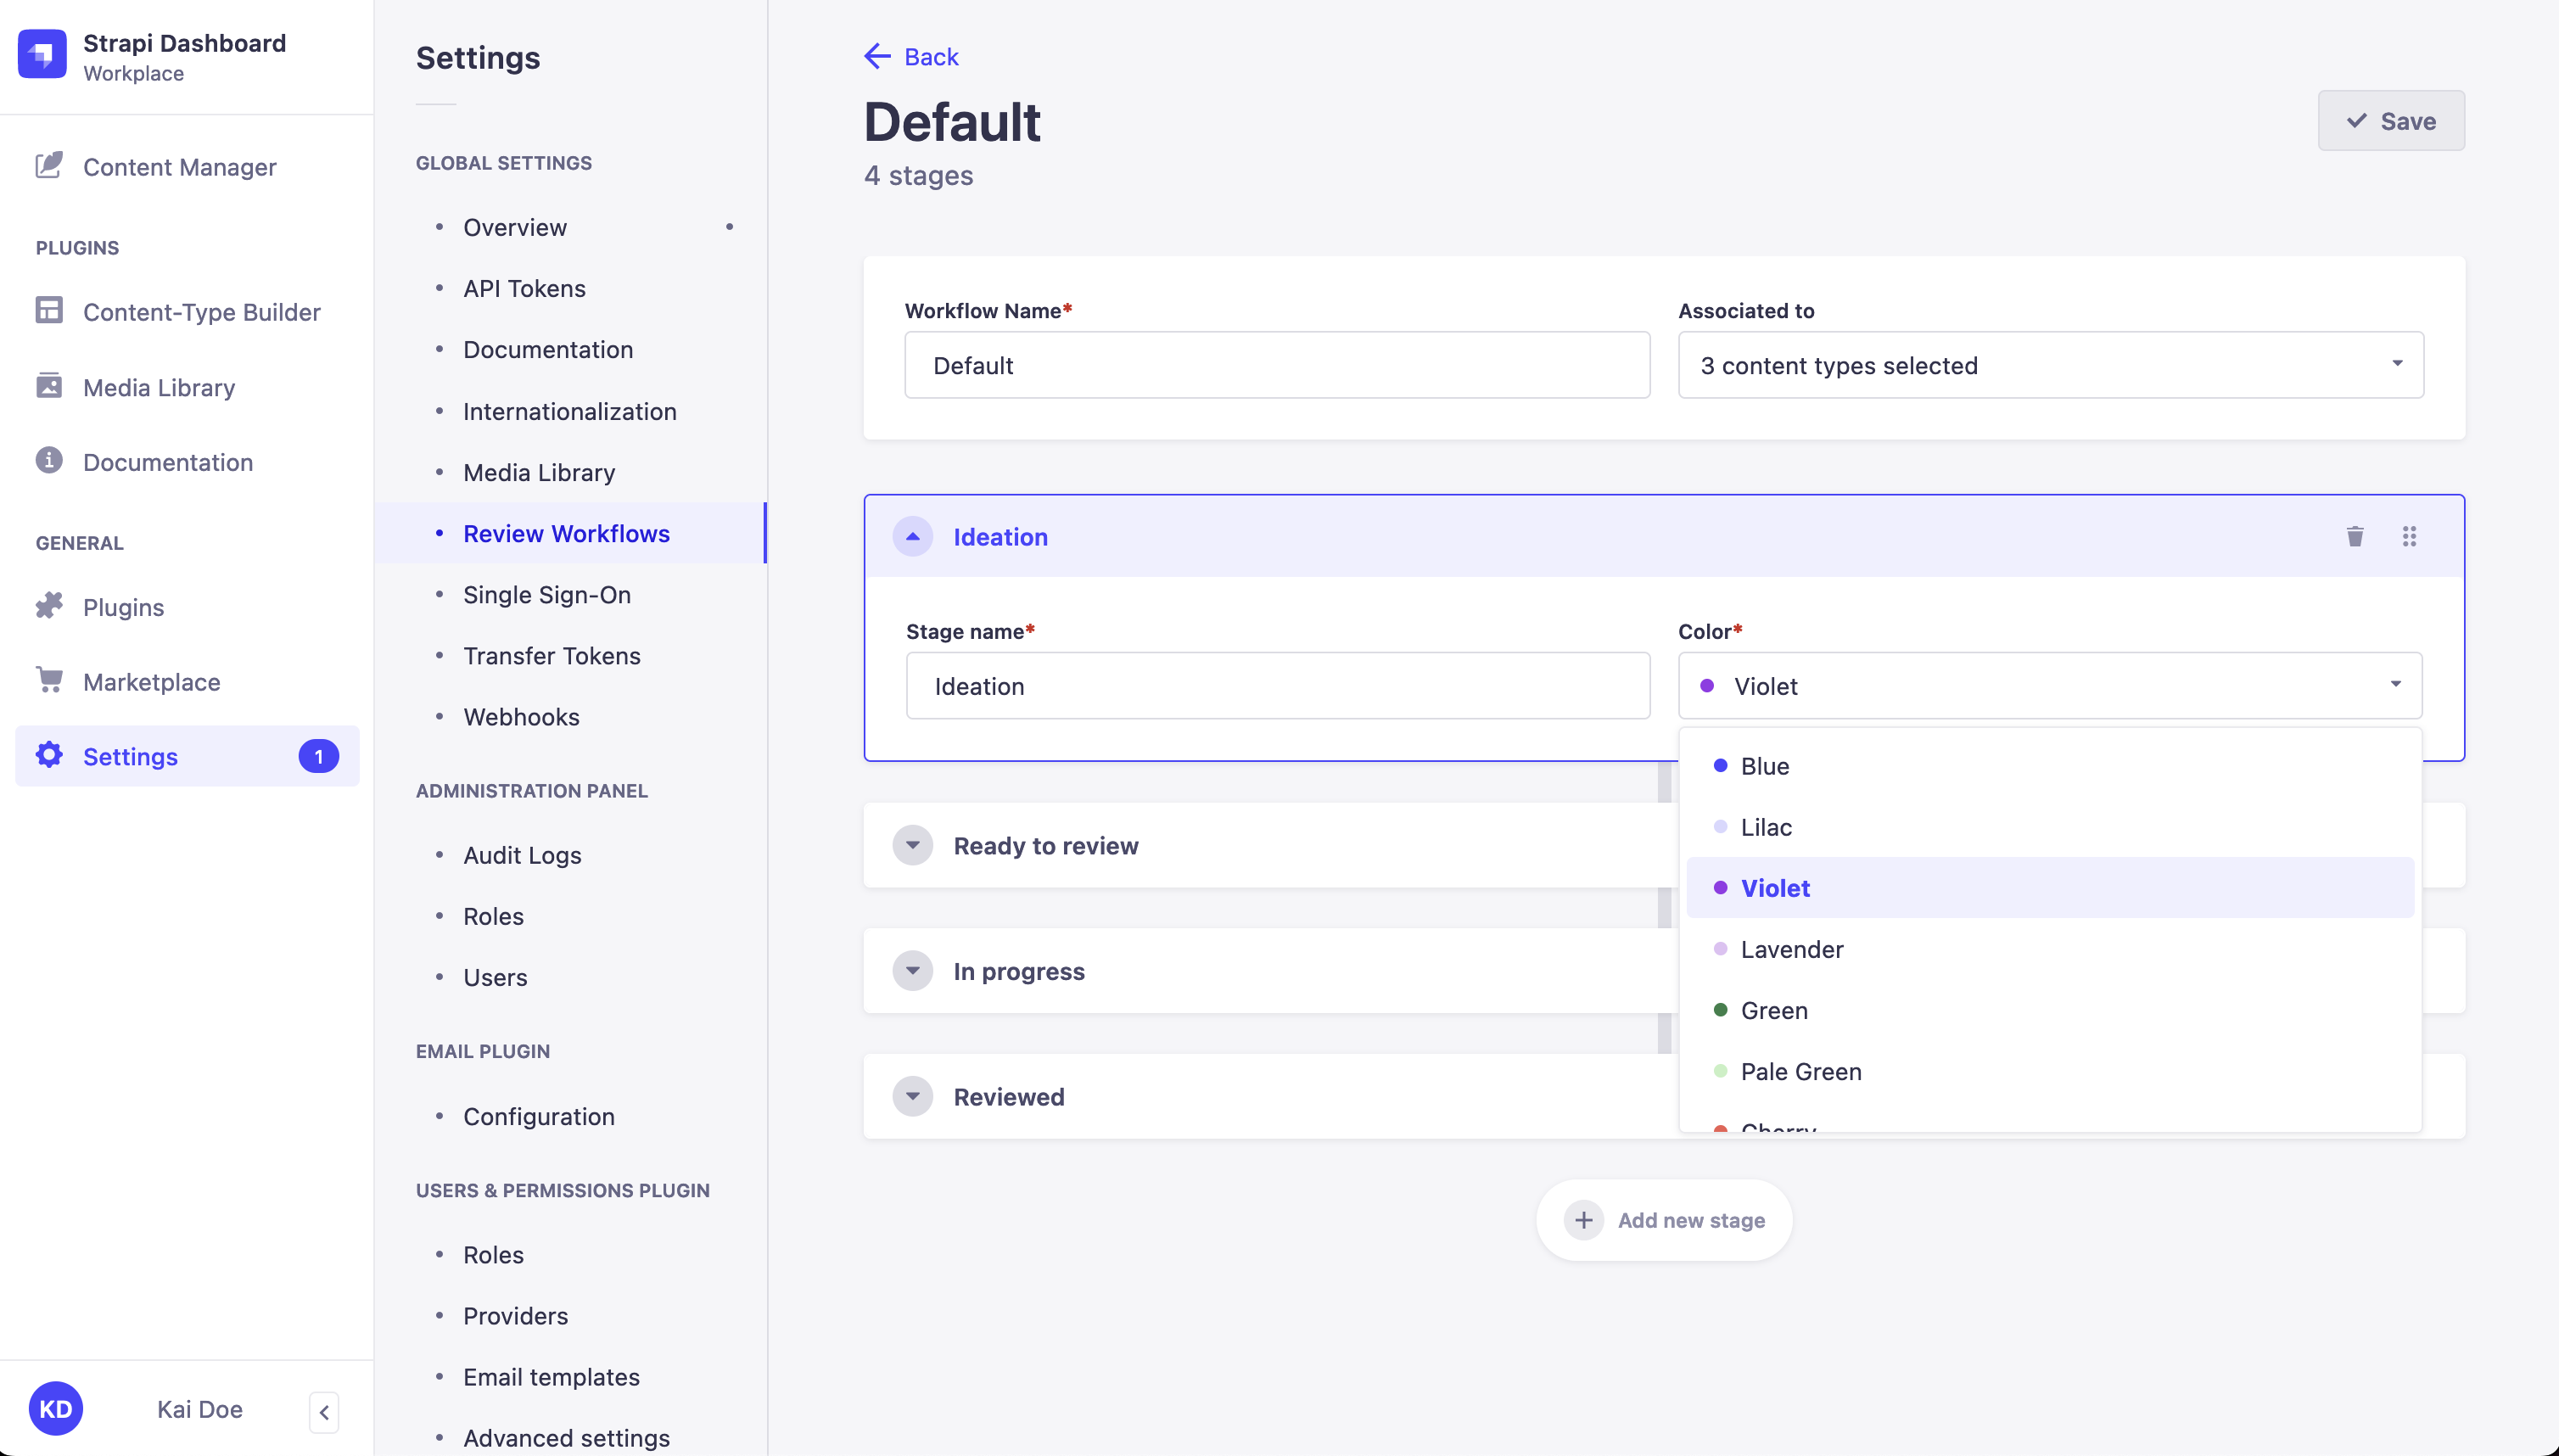 Strapi Dashboard
Workplace
Content Manager
PLUGINS
Content-Type Builder
Media Library
Documentation
GENERAL
Plugins
Marketplace
Settings 1
KD Kai Doe
Settings
GLOBAL SETTINGS
Overview
API Tokens
Documentation
Internationalization
Media Library
Review Workflows
Single Sign-On
Transfer Tokens
Webhooks
ADMINISTRATION PANEL
Audit Logs
Roles
Users
EMAIL PLUGIN
Configuration
USERS & PERMISSIONS PLUGIN
Roles
Providers
Email templates
Advanced settings
Back
Default
4 stages
Save
Workflow Name*
Default
Associated to
3 content types selected
Ideation
Stage name*
Ideation
Color*
Violet
Blue
Lilac
Violet
Lavender
Green
Pale Green
Cherry
Ready to review
In progress
Reviewed
Add new stage